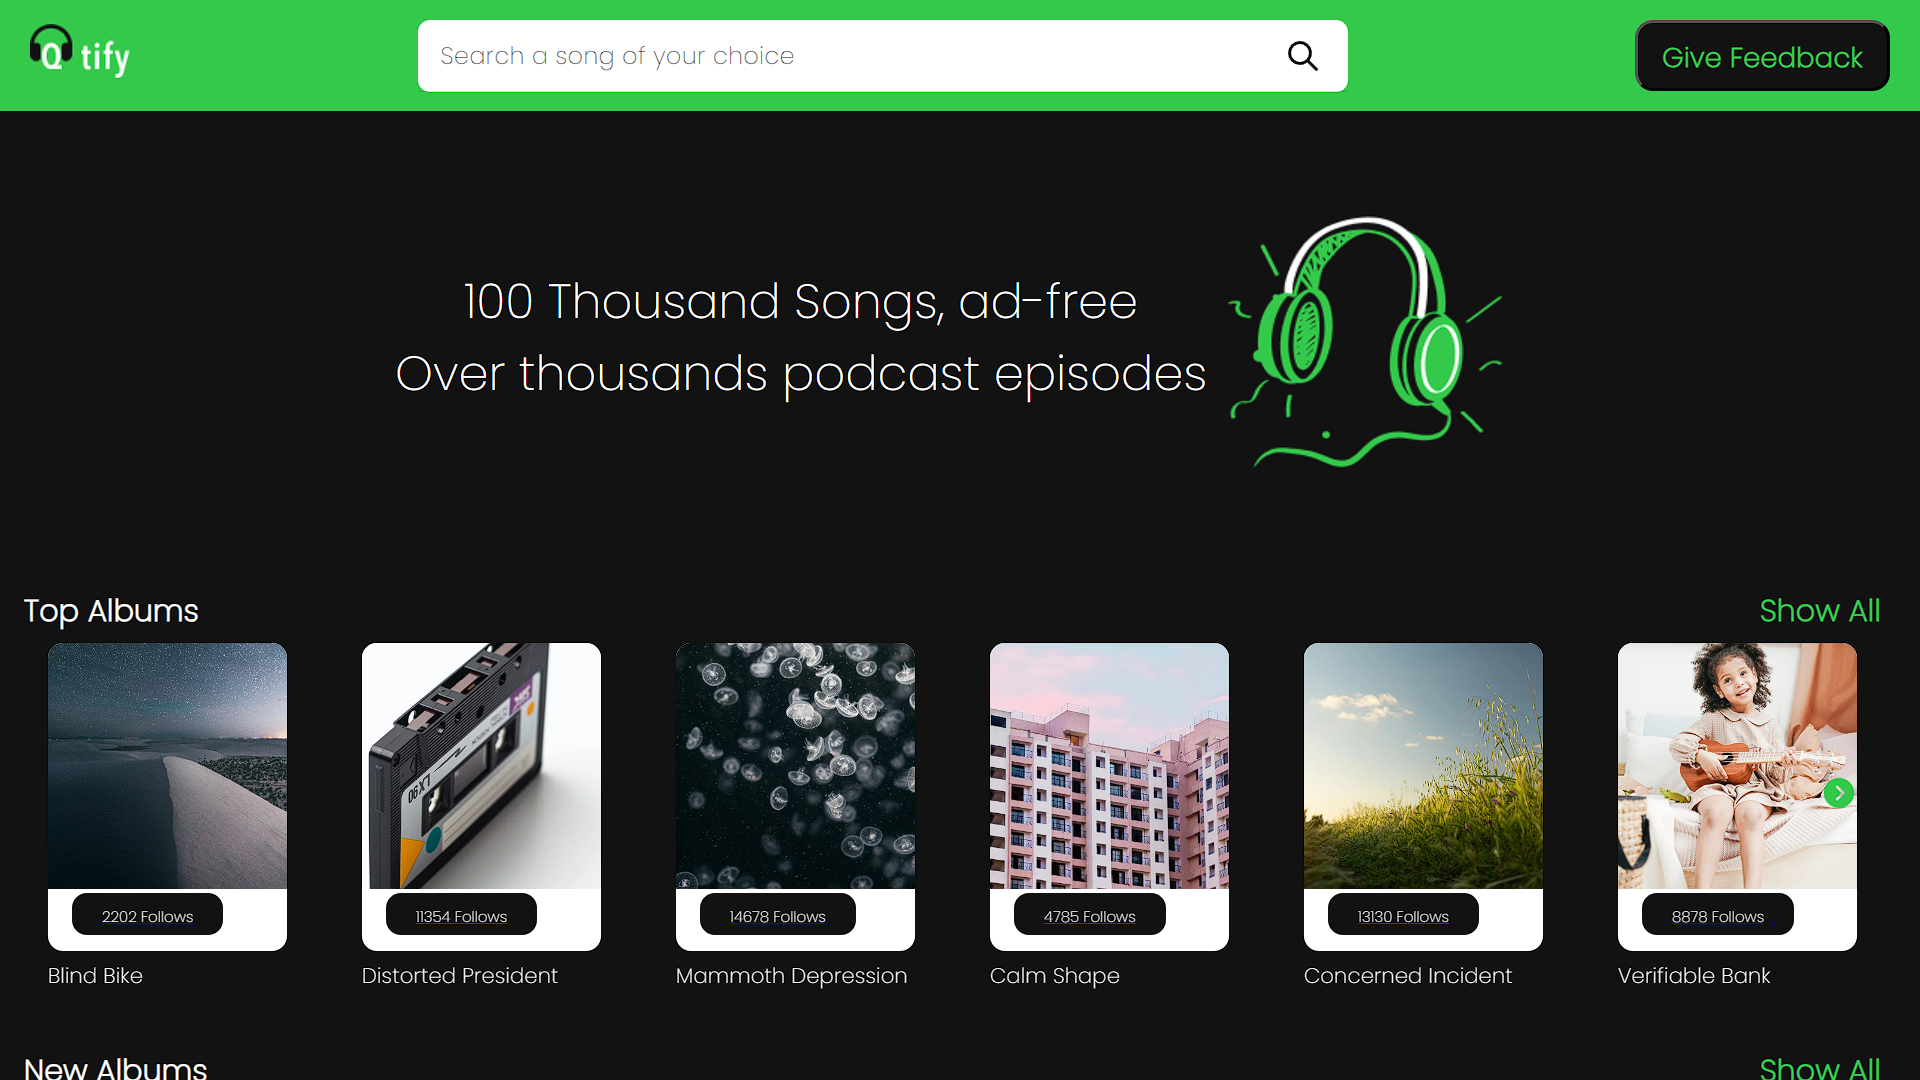 Q tify
Search a song of your choice
Give Feedback
100 Thousand Songs, ad-free
Over thousands podcast episodes
Top Albums
Show All
LX 90
2202 Follows
11354 Follows
14678 Follows
4785 Follows
13130 Follows
8878 Follows
Blind Bike
Distorted President
Mammoth Depression
Calm Shape
Concerned Incident
Verifiable Bank
New Albums
Show All